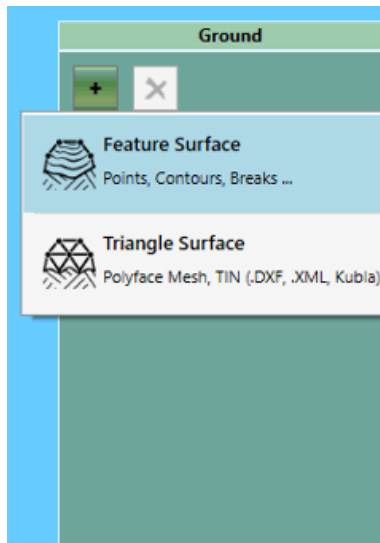 Ground
+
Feature Surface
Points, Contours, Breaks ...
Triangle Surface
Polyface Mesh, TIN (.DXF, .XML, Kubla)